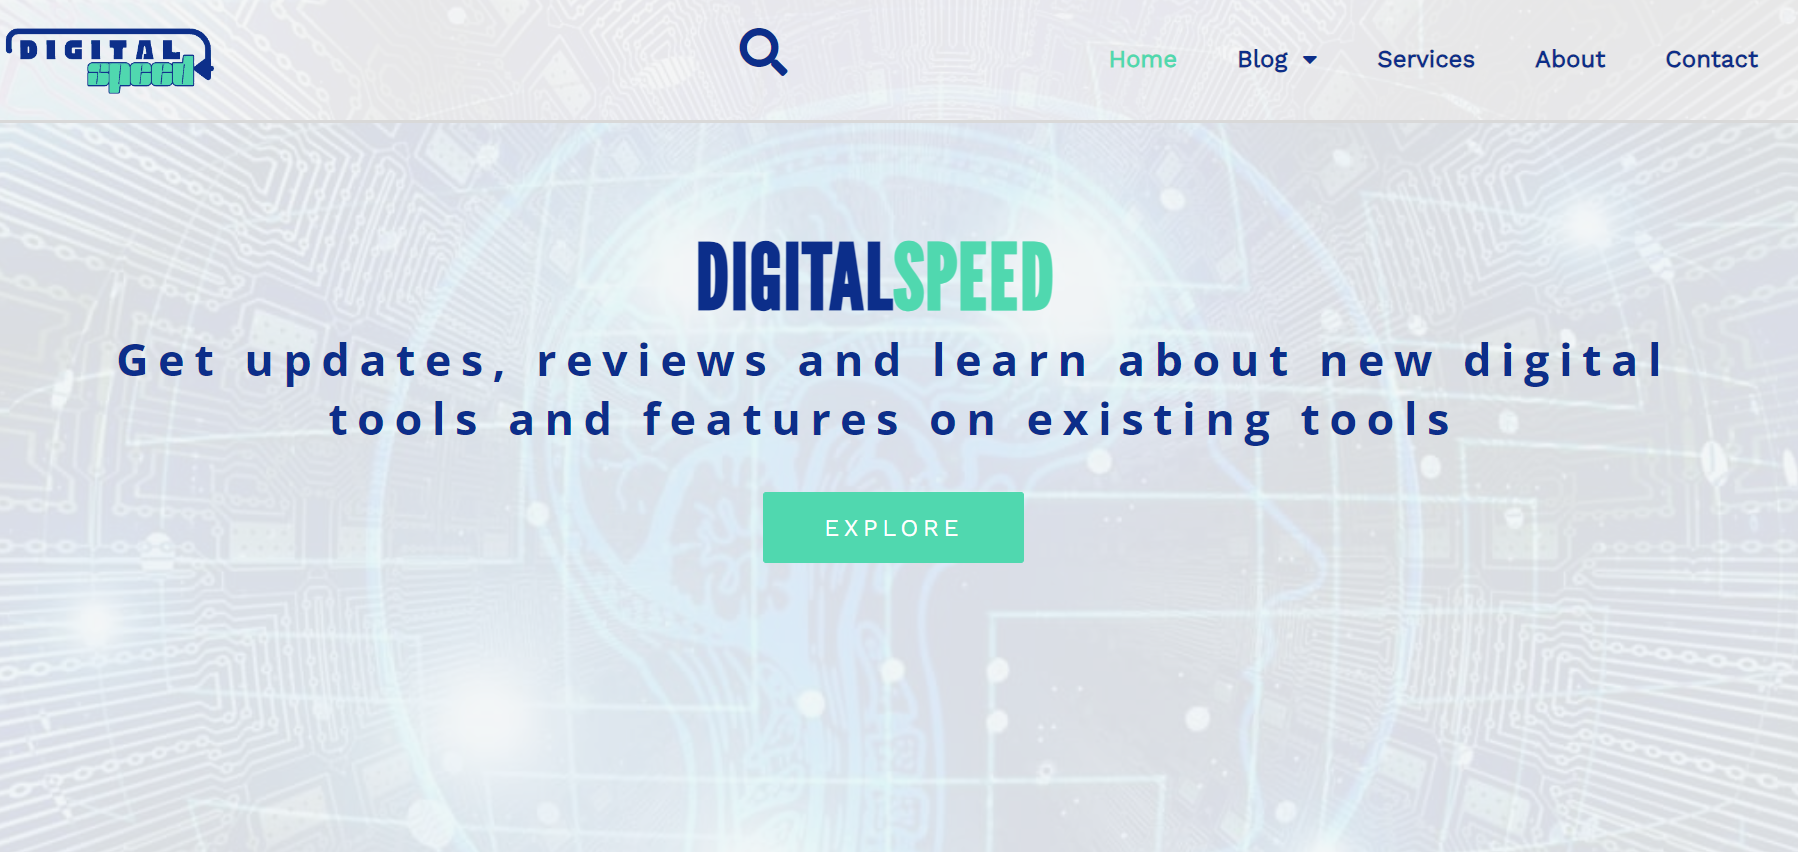 DIGITAL
speed
Home
Blog
Services
About
Contact
DIGITALSPEED
Get updates, reviews and learn about new digital
tools and features on existing tools
EXPLORE